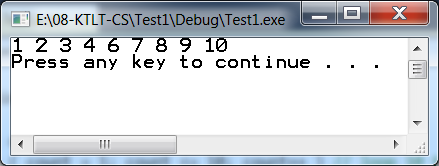 E:\08-KTLT-CS\Test1\Debug\Test1.exe
1 2 3 4 6 7 8 9 10
Press any key to continue . . .